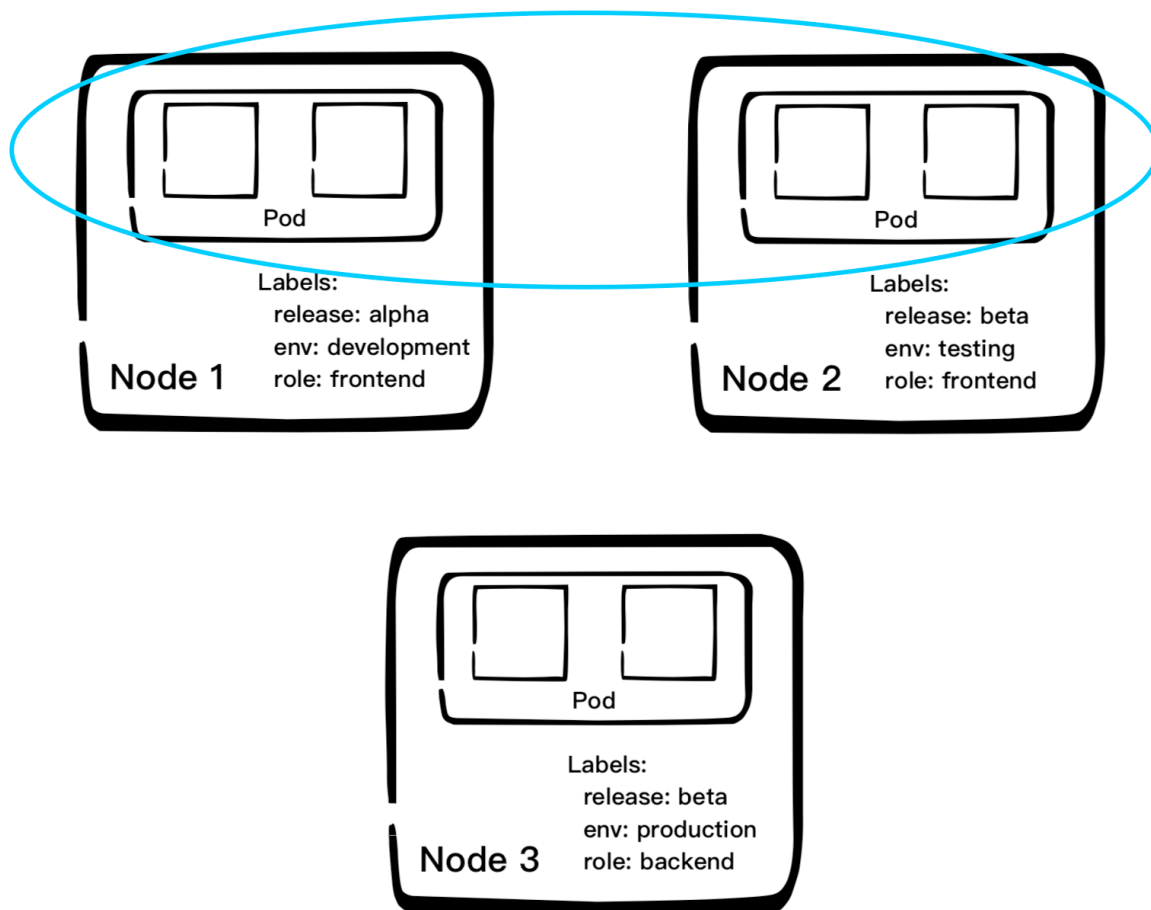 Pod
Labels:
release: alpha
env: development
role: frontend
Node 1
Pod
Labels:
release: beta
env: testing
role: frontend
Node 2
Pod
Labels:
release: beta
env: production
role: backend
Node 3